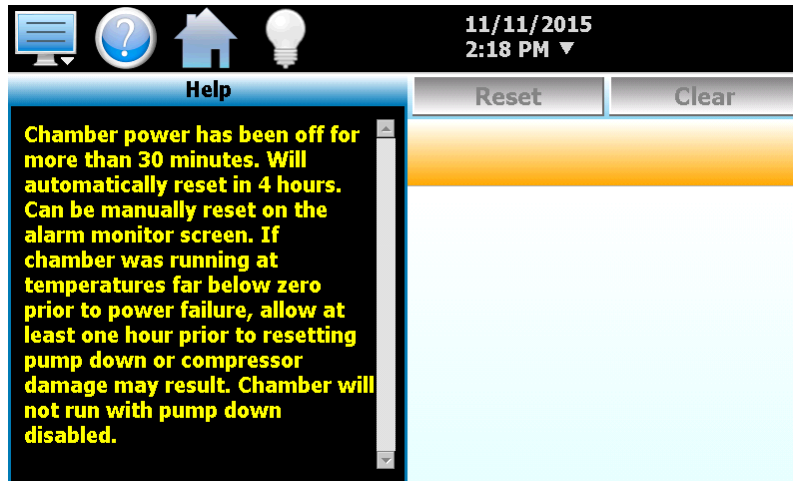 ?
11/11/2015
2:18 PM ▼
Help
Reset
Clear
Chamber power has been off for
more than 30 minutes. Will
automatically reset in 4 hours.
Can be manually reset on the
alarm monitor screen. If
chamber was running at
temperatures far below zero
prior to power failure, allow at
least one hour prior to resetting
pump down or compressor
damage may result. Chamber will
not run with pump down
disabled.